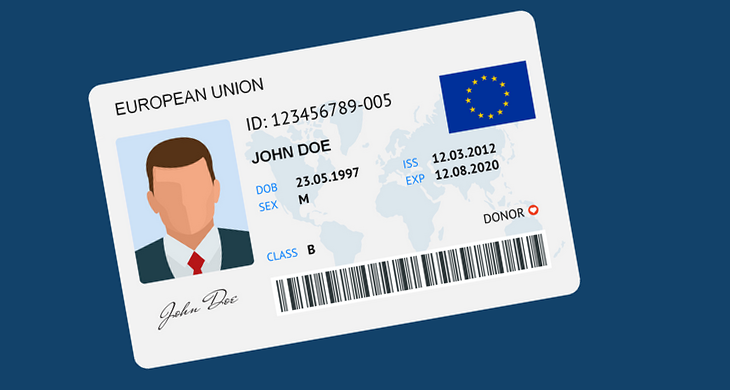 EUROPEAN UNION
ID: 123456789-005
JOHN DOE
DOB 23.05.1997
SEX M
ISS 12.03.2012
EXP 12.08.2020
DONOR
CLASS B
John Doe